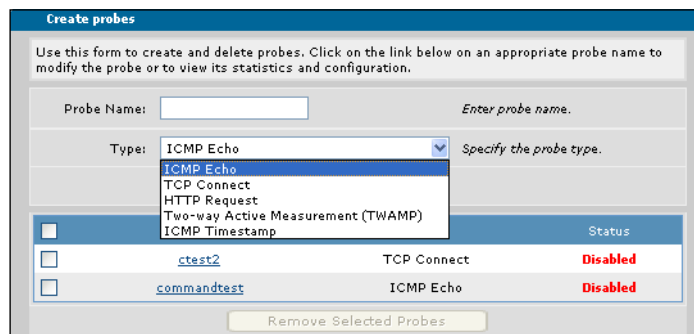 Create probes
Use this form to create and delete probes. Click on the link below on an appropriate probe name to
modify the probe or to view its statistics and configuration.
Probe Name: Enter probe name.
Type: ICMP Echo Specify the probe type.
ICMP Echo
TCP Connect
HTTP Request
Two-way Active Measurement (TWAMP)
ICMP Timestamp
Status
ctest2 TCP Connect Disabled
commandtest ICMP Echo Disabled
Remove Selected Probes